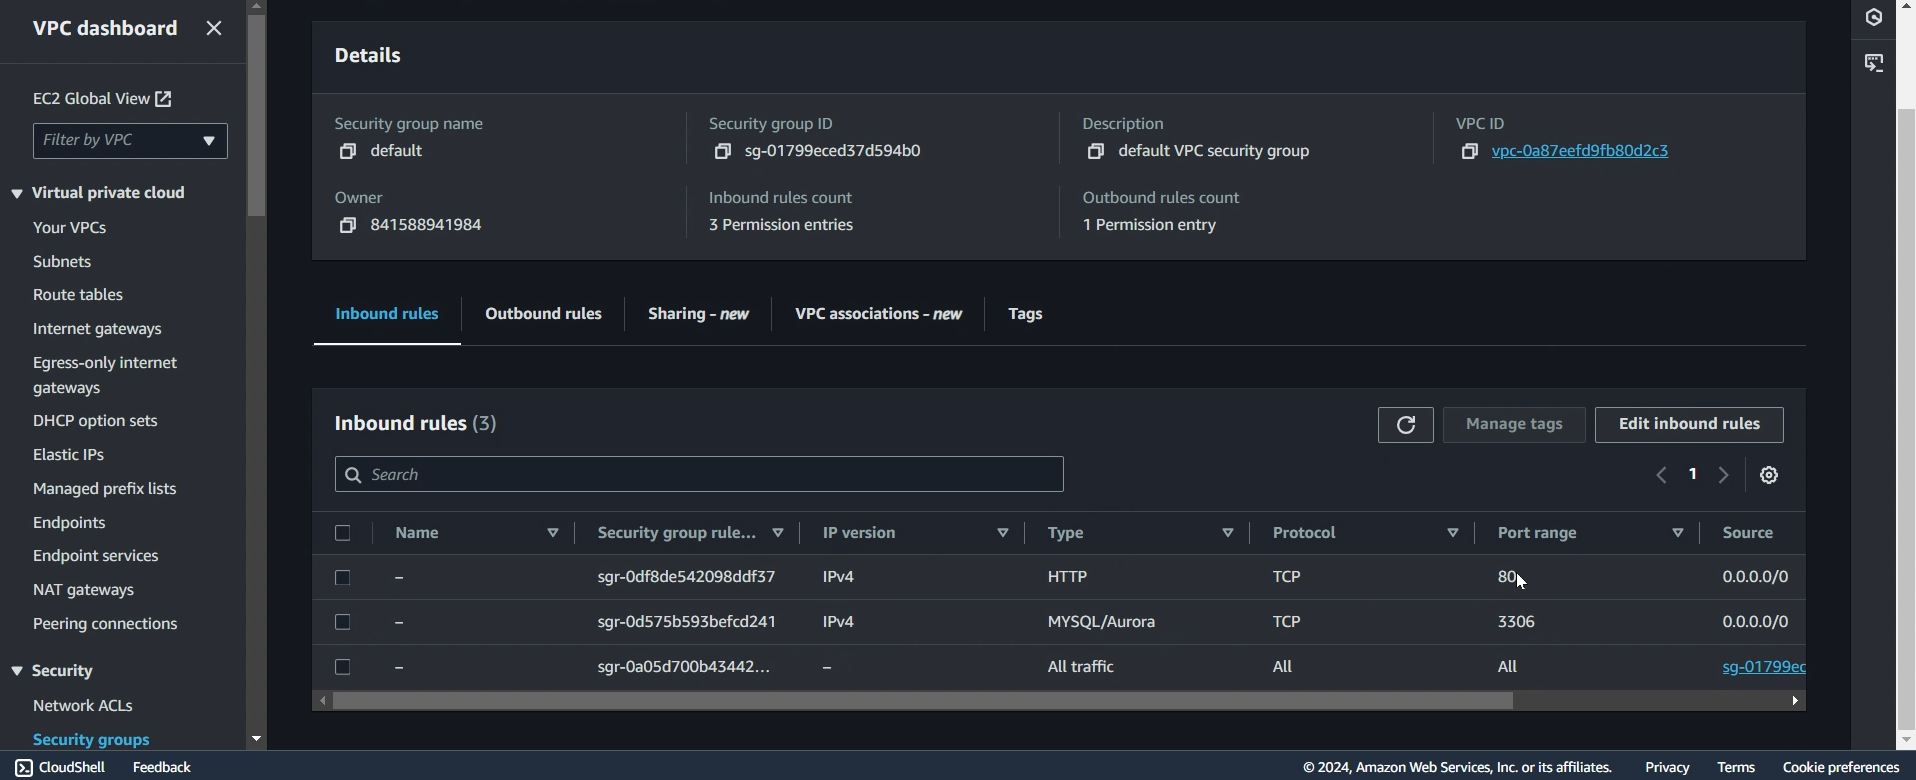 VPC dashboard
EC2 Global View
Filter by VPC
Virtual private cloud
Your VPCs
Subnets
Route tables
Internet gateways
Egress-only internet
gateways
DHCP option sets
Elastic IPs
Managed prefix lists
Endpoints
Endpoint services
NAT gateways
Peering connections
Security
Network ACLs
Security groups
Details
Security group name
default
Security group ID
sg-01799eced37d594b0
Description
default VPC security group
VPC ID
vpc-0a87eefd9fb80d2c3
Owner
841588941984
Inbound rules count
3 Permission entries
Outbound rules count
1 Permission entry
Inbound rules Outbound rules Sharing - new VPC associations - new Tags
Inbound rules (3)
Manage tags Edit inbound rules
Search
1
Name Security group rule... IP version Type Protocol Port range Source
- sgr-0df8de542098ddf37 IPv4 HTTP TCP 80 0.0.0.0/0
- sgr-0d575b593befcd241 IPv4 MYSQL/Aurora TCP 3306 0.0.0.0/0
- sgr-0a05d700b43442... - All traffic All All sg-01799ec
CloudShell Feedback © 2024, Amazon Web Services, Inc. or its affiliates. Privacy Terms Cookie preferences